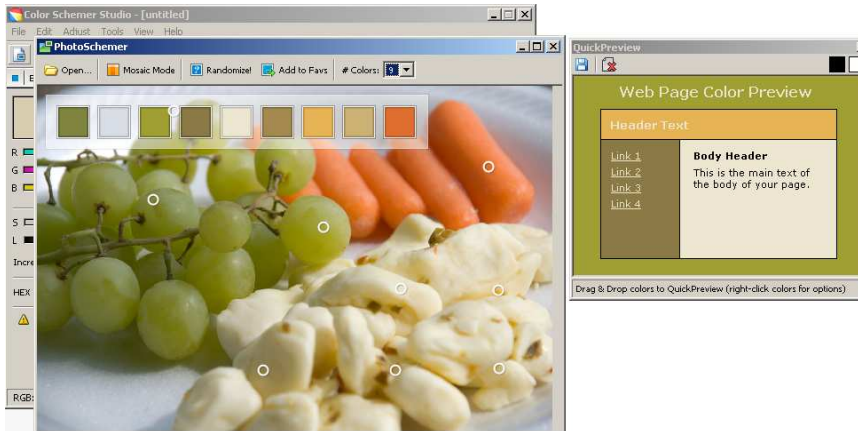 Color Schemer Studio - [untitled]
File Edit Adjust Tools View Help
PhotoSchemer
Open... Mosaic Mode Randomize! Add to Favs # Colors: 9
R
G
B
S
L
Incre
HEX
RGB:
QuickPreview
Web Page Color Preview
Header Text
Link 1
Link 2
Link 3
Link 4
Body Header
This is the main text of
the body of your page.
Drag & Drop colors to QuickPreview (right-click colors for options)